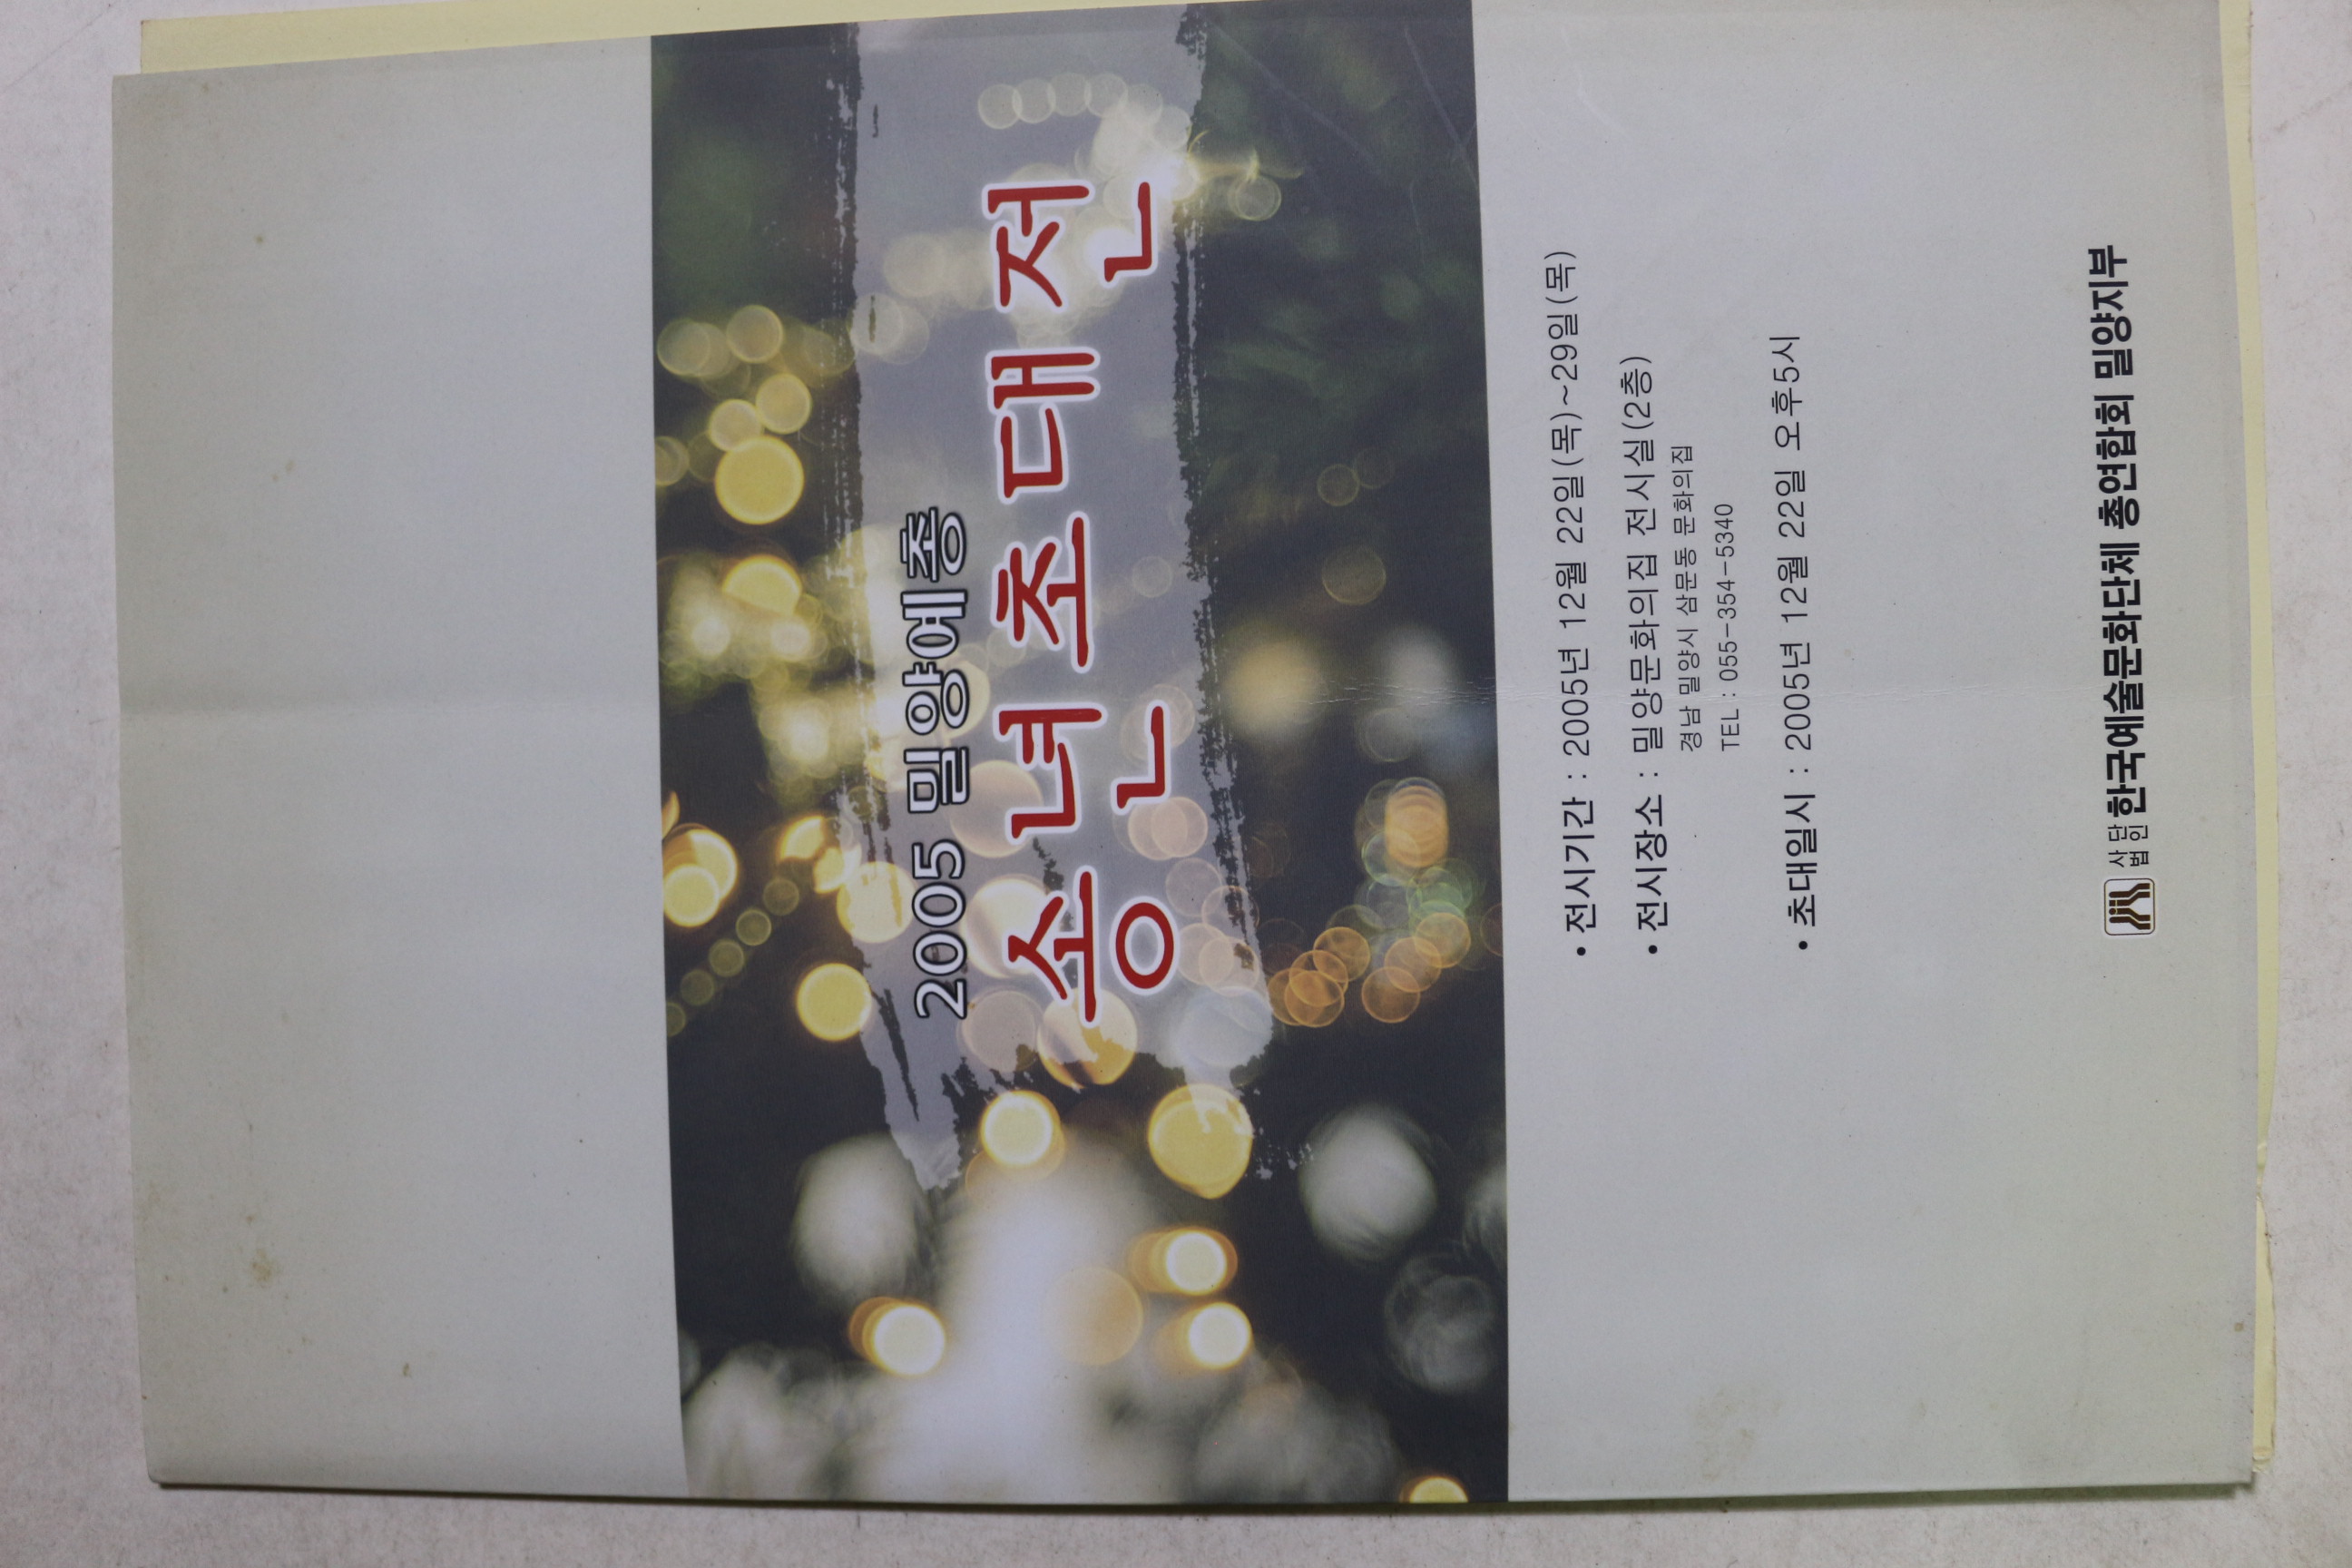 2005 밀양예총
송년초대전
• 전시기간 : 2005년 12월 22일(목)~29일(목)
• 전시장소 : 밀양문화의집 전시실(2층)
경남 밀양시 삼문동 문화의집
TEL : 055-354-5340
• 초대일시 : 2005년 12월 22일 오후5시
사단법인 한국예술문화단체 총연합회 밀양지부